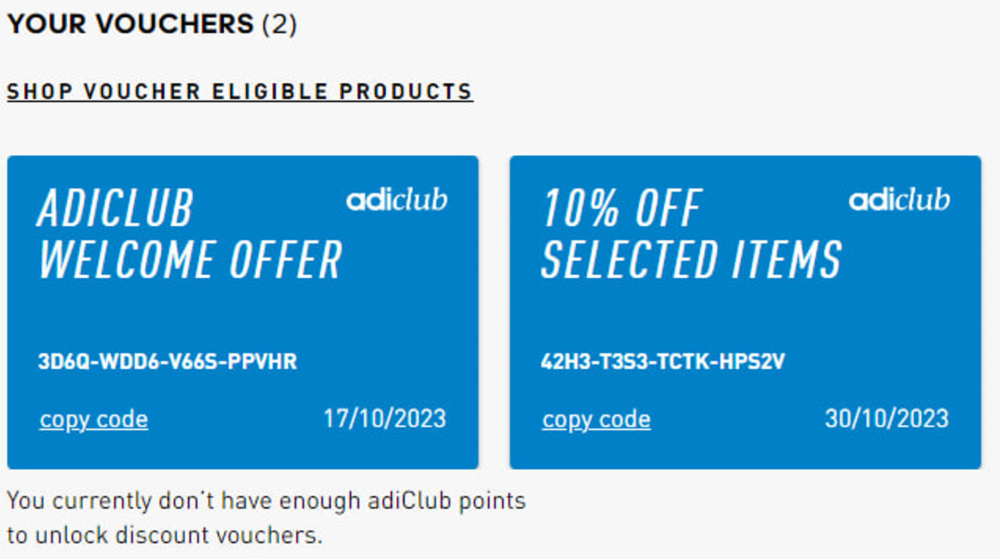 YOUR VOUCHERS (2)
SHOP VOUCHER ELIGIBLE PRODUCTS
ADICLUB
WELCOME OFFER
adiclub
3D6Q-WDD6-V66S-PPVHR
copy code
17/10/2023
10% OFF
SELECTED ITEMS
adiclub
42H3-T3S3-TCTK-HPS2V
copy code
30/10/2023
You currently don't have enough adiClub points
to unlock discount vouchers.